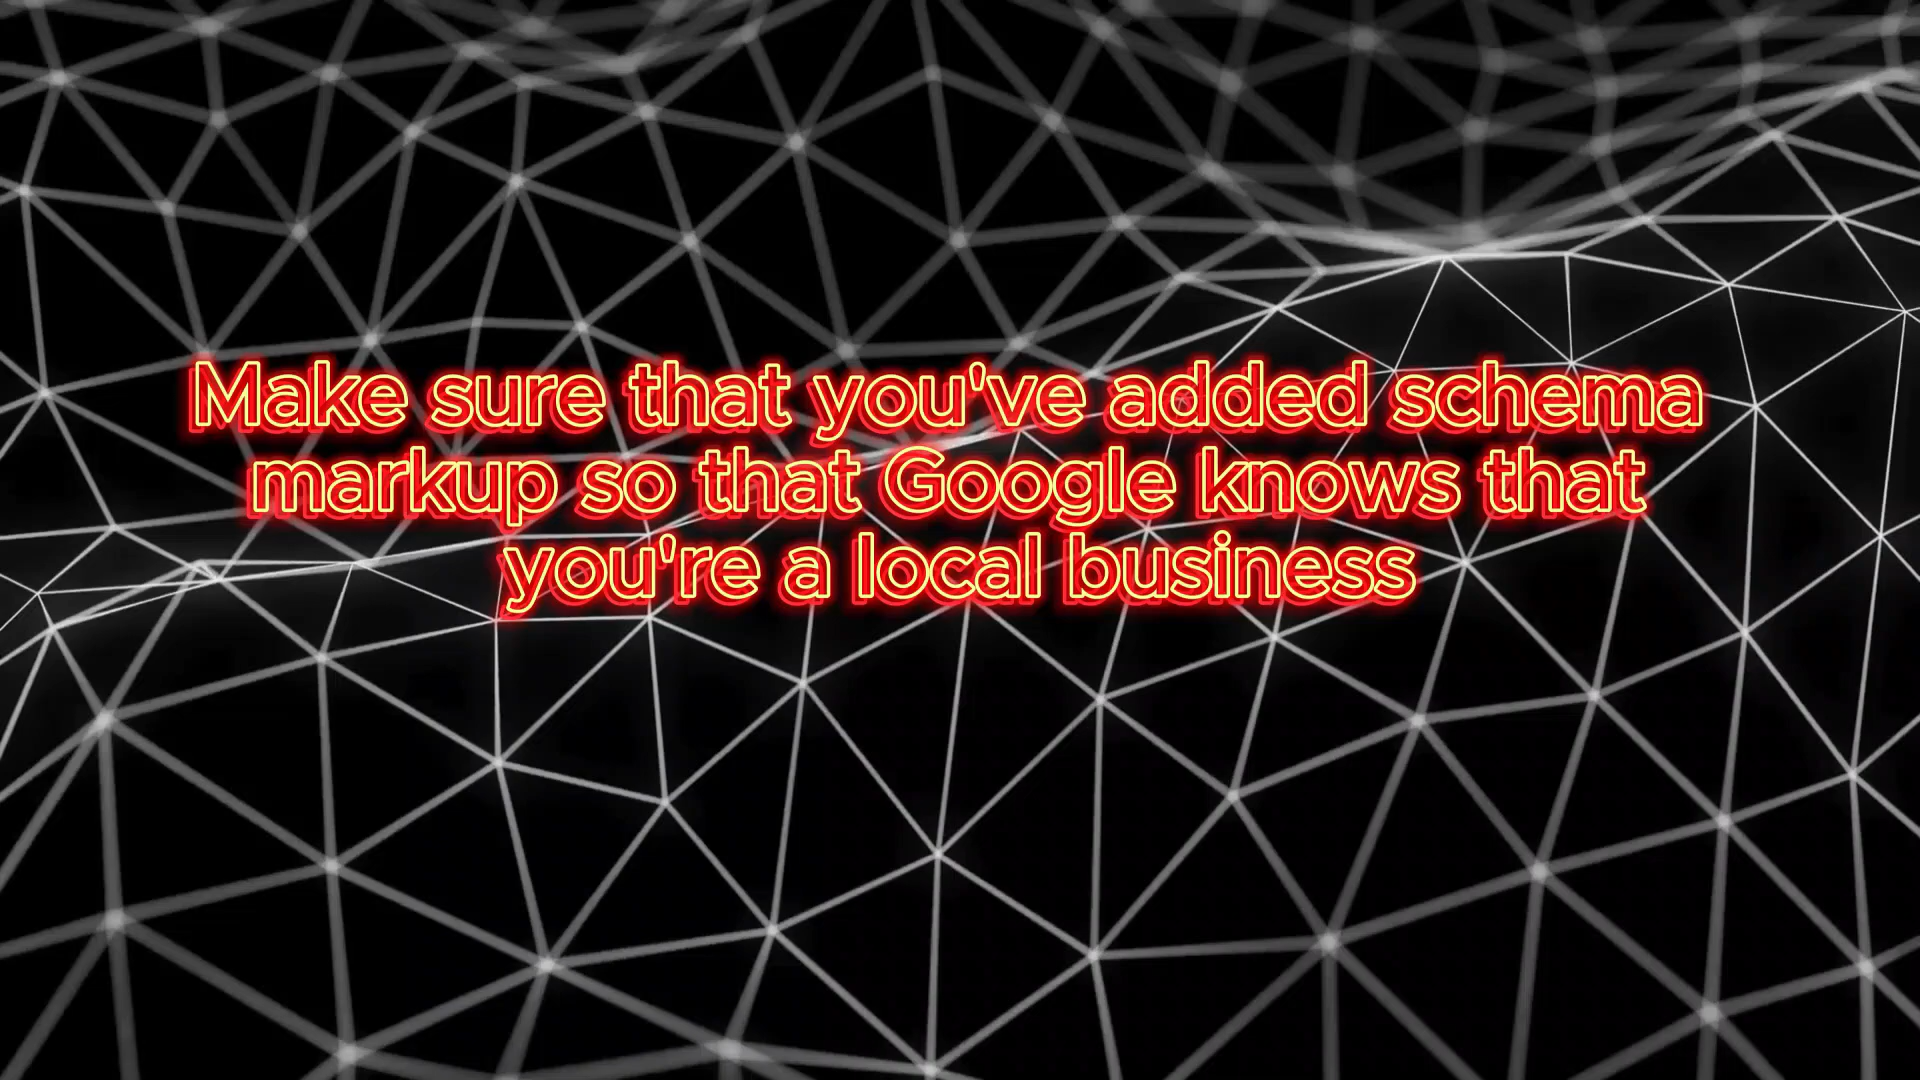 Make sure that you've added schema
markup so that Google knows that
you're a local business